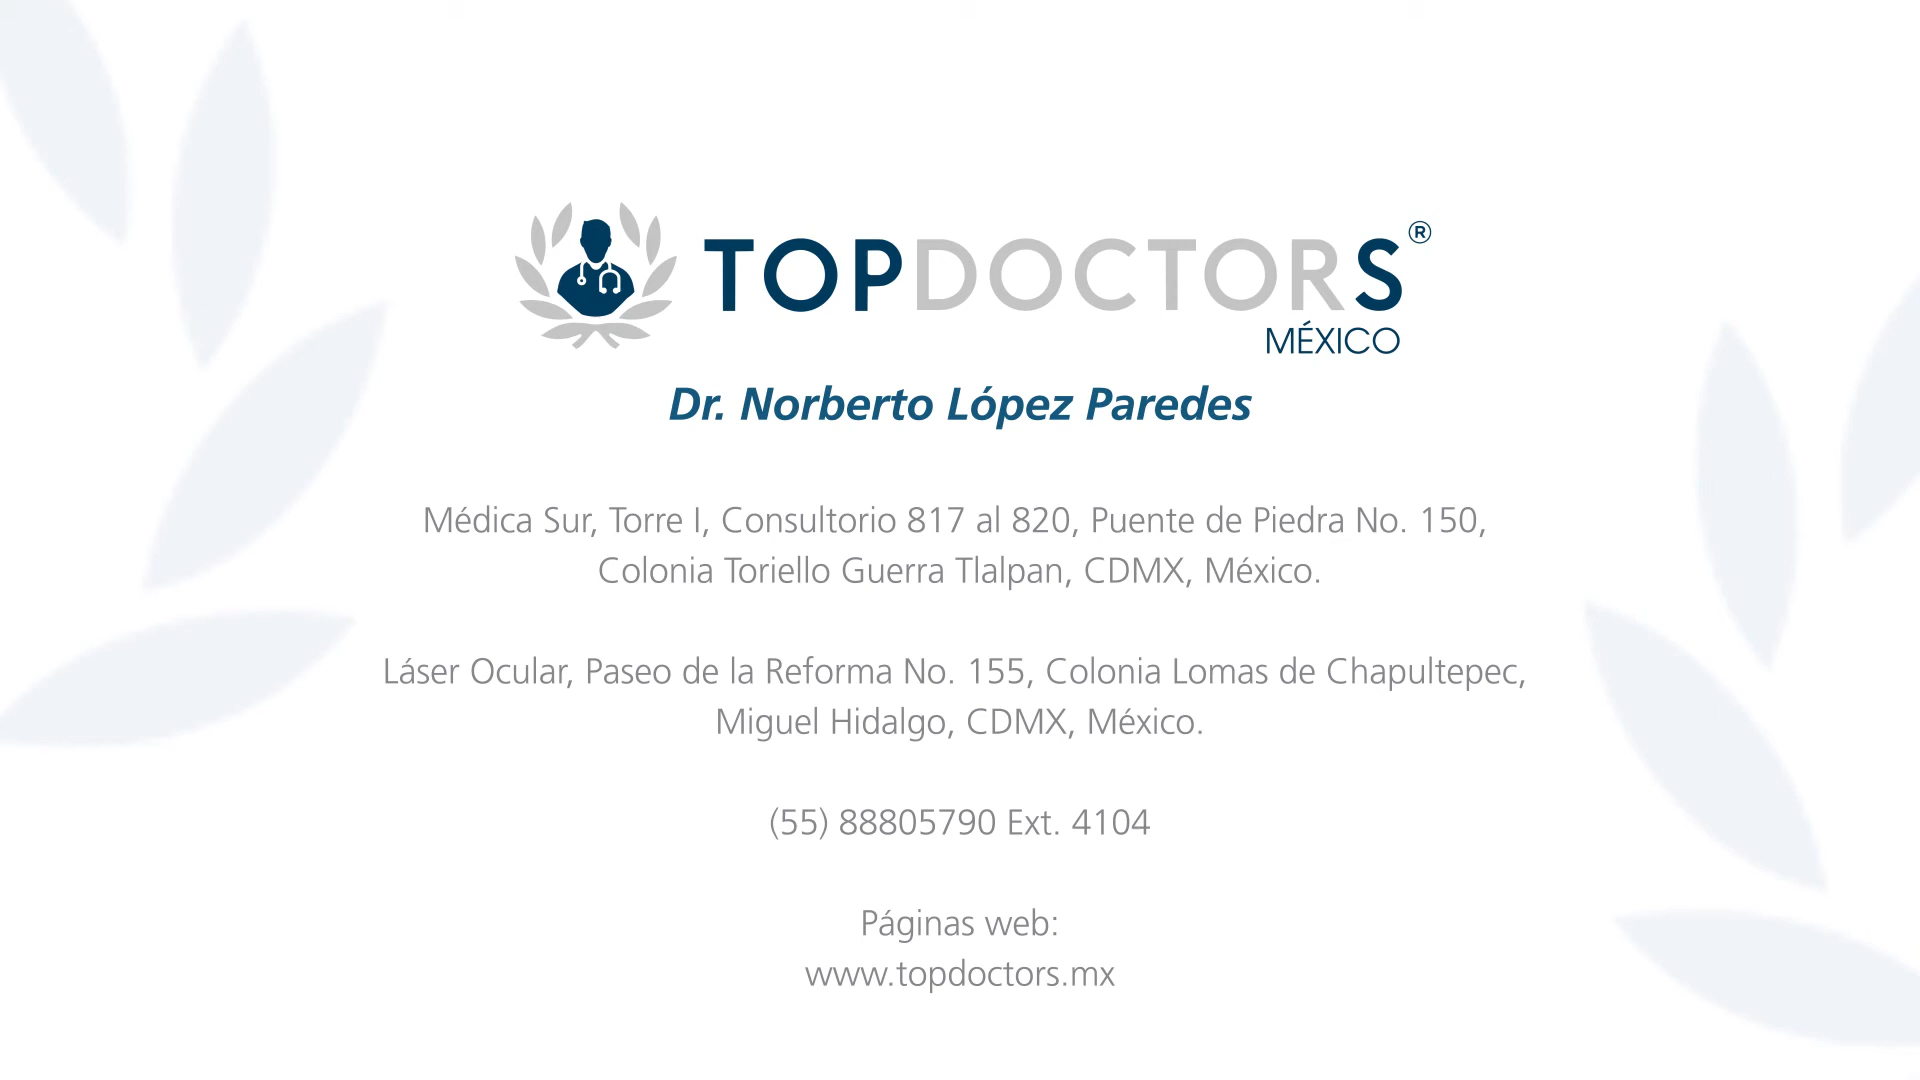 TOPDOCTORS®
MÉXICO
Dr. Norberto López Paredes
Médica Sur, Torre I, Consultorio 817 al 820, Puente de Piedra No. 150,
Colonia Toriello Guerra Tlalpan, CDMX, México.
Láser Ocular, Paseo de la Reforma No. 155, Colonia Lomas de Chapultepec,
Miguel Hidalgo, CDMX, México.
(55) 88805790 Ext. 4104
Páginas web:
www.topdoctors.mx